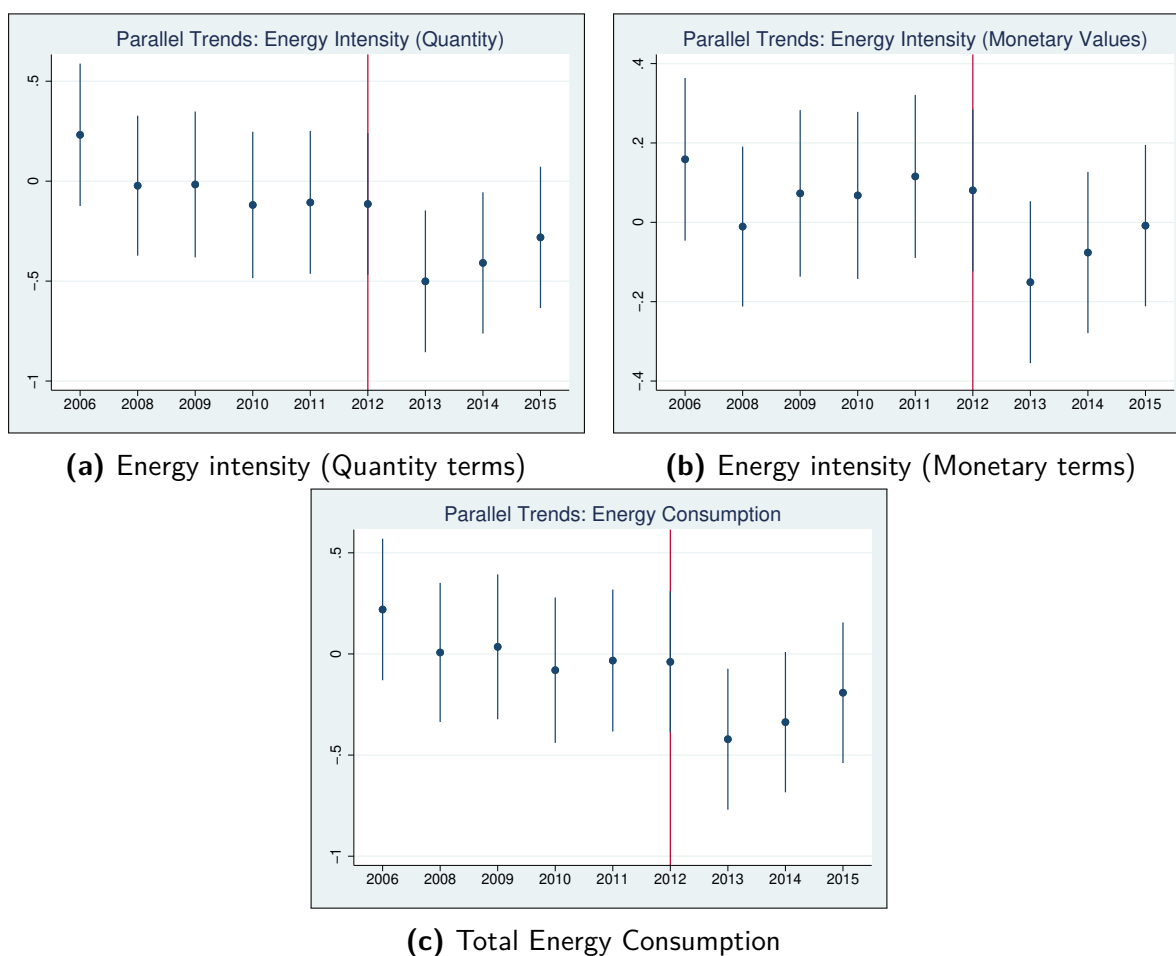 Parallel Trends: Energy Intensity (Quantity)
.5
0
-.5
-1
2006 2008 2009 2010 2011 2012 2013 2014 2015
(a) Energy intensity (Quantity terms)
Parallel Trends: Energy Intensity (Monetary Values)
.4
.2
0
-.2
-.4
2006 2008 2009 2010 2011 2012 2013 2014 2015
(b) Energy intensity (Monetary terms)
Parallel Trends: Energy Consumption
.5
0
-.5
-1
2006 2008 2009 2010 2011 2012 2013 2014 2015
(c) Total Energy Consumption